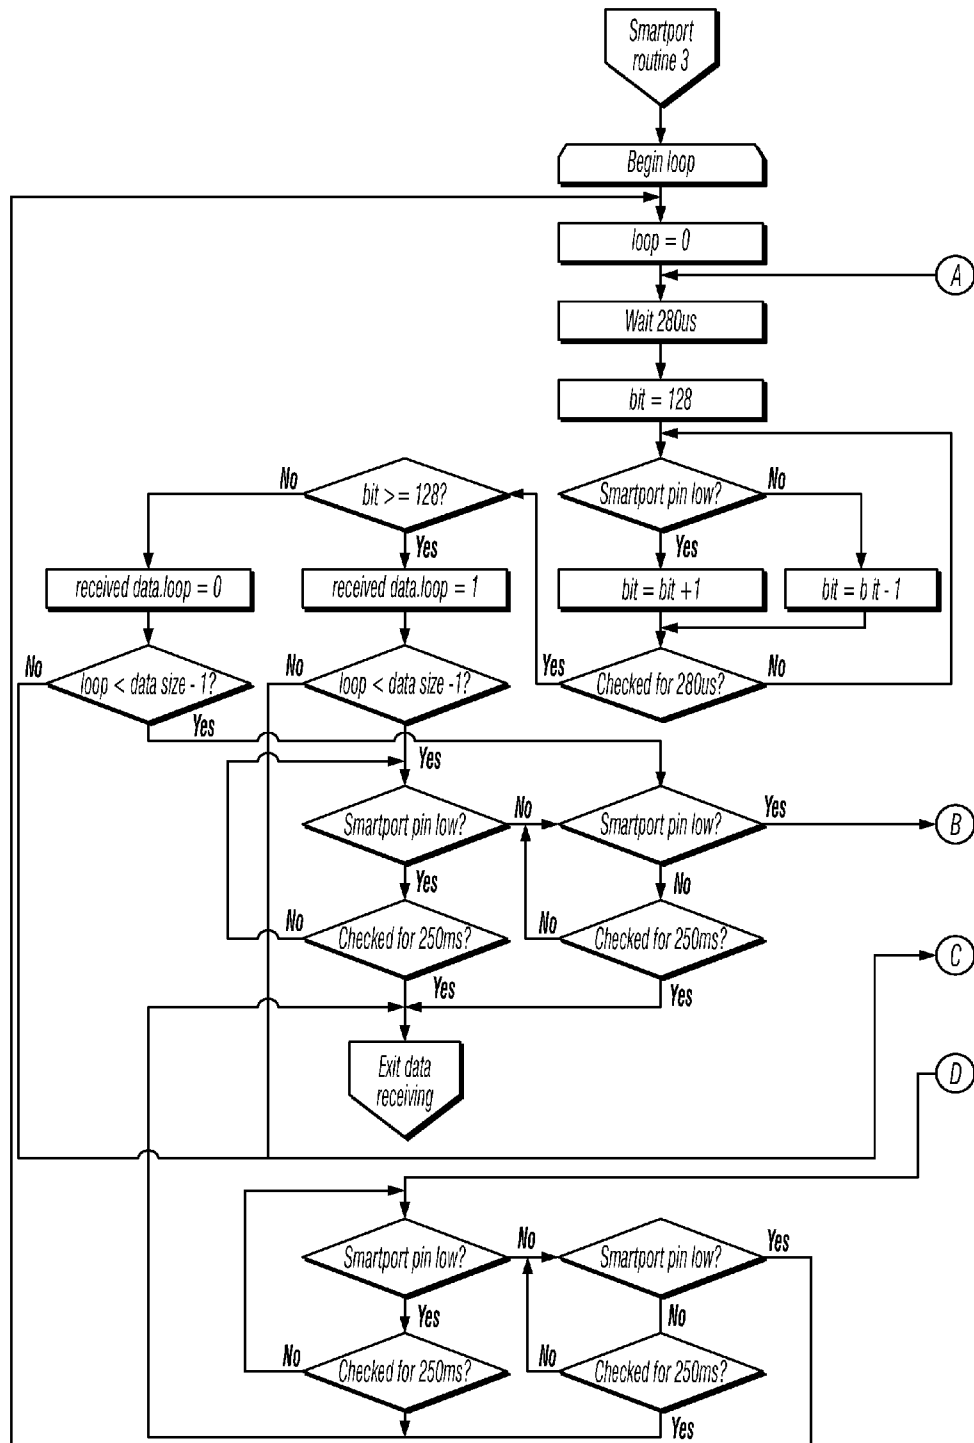 Smartport
routine 3
Begin loop
loop = 0
A
Wait 280us
bit = 128
No
bit > = 128?
Smartport pin low?
No
Yes
Yes
received data.loop = 0
received data.loop = 1
bit = bit +1
bit = b it - 1
No
loop < data size - 1?
No
loop < data size -1?
Yes
Checked for 280us?
No
Yes
Yes
Smartport pin low?
No
Smartport pin low?
Yes
B
Yes
No
No
Checked for 250ms?
No
Checked for 250ms?
C
Yes
Yes
Exit data
receiving
D
Smartport pin low?
No
Smartport pin low?
Yes
Yes
No
No
Checked for 250ms?
No
Checked for 250ms?
Yes